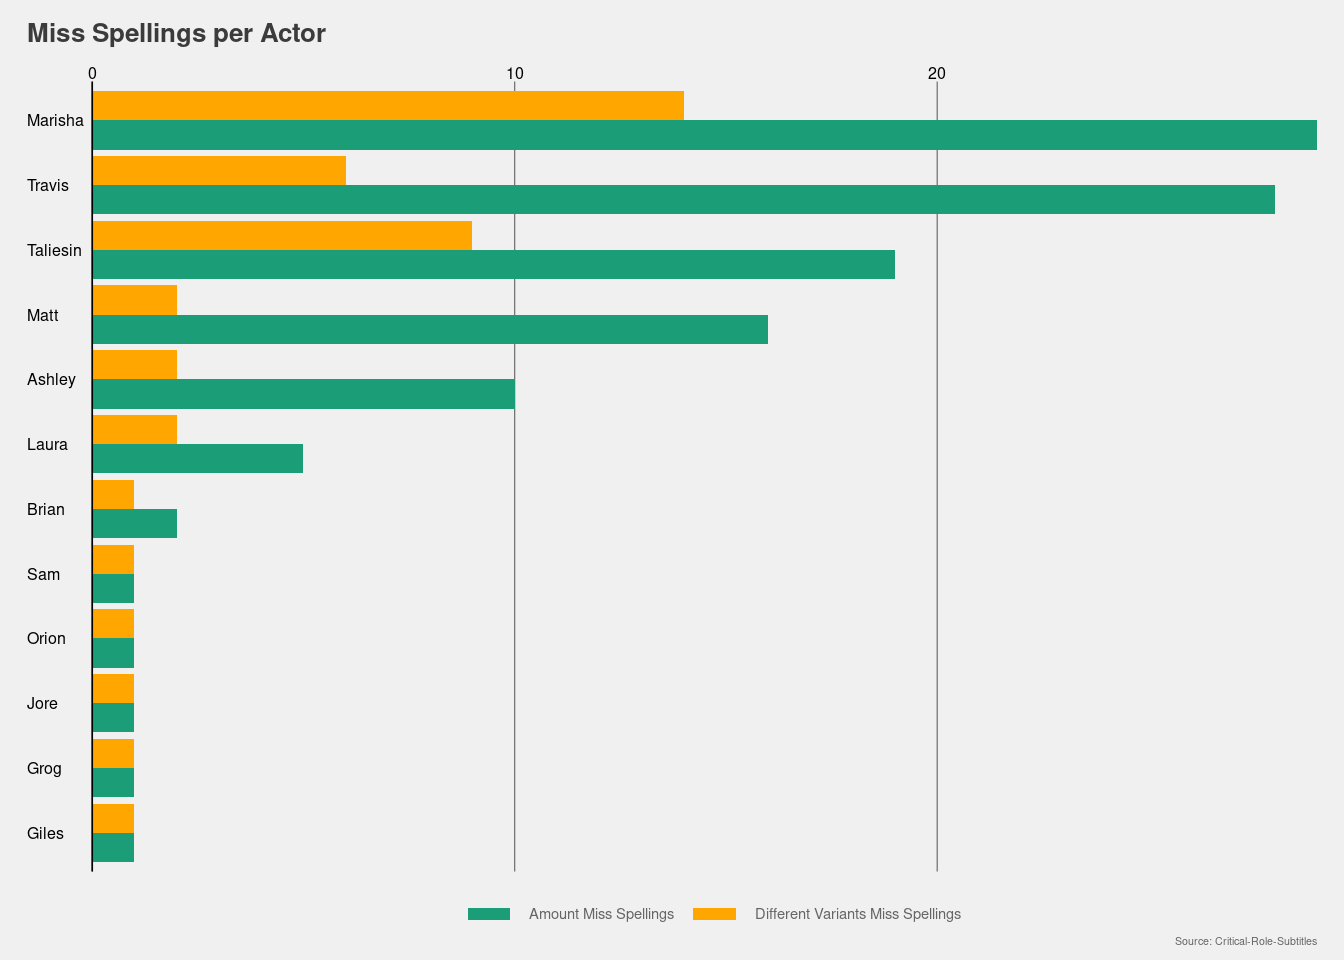 Miss Spellings per Actor
0 10 20
Marisha
Travis
Taliesin
Matt
Ashley
Laura
Brian
Sam
Orion
Jore
Grog
Giles
Amount Miss Spellings Different Variants Miss Spellings
Source: Critical-Role-Subtitles